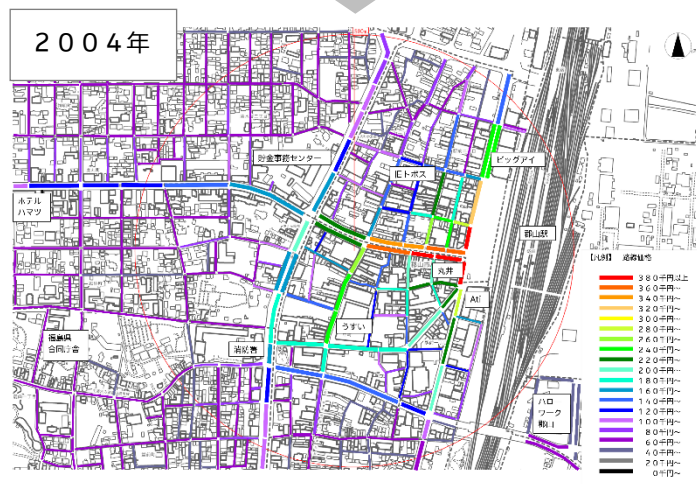 ２００４年
貯金事務センター
旧トポス
ビッグアイ
ホテル
ハマツ
郡山駅
丸井
Ati
うすい
消防署
福島県
合同庁舎
ハロー
ワーク
郡山
【凡例】 路線価格
３８０千円以上
３６０千円～
３４０千円～
３２０千円～
３００千円～
２８０千円～
２６０千円～
２４０千円～
２２０千円～
２００千円～
１８０千円～
１６０千円～
１４０千円～
１２０千円～
１００千円～
８０千円～
６０千円～
４０千円～
２０千円～
０千円～